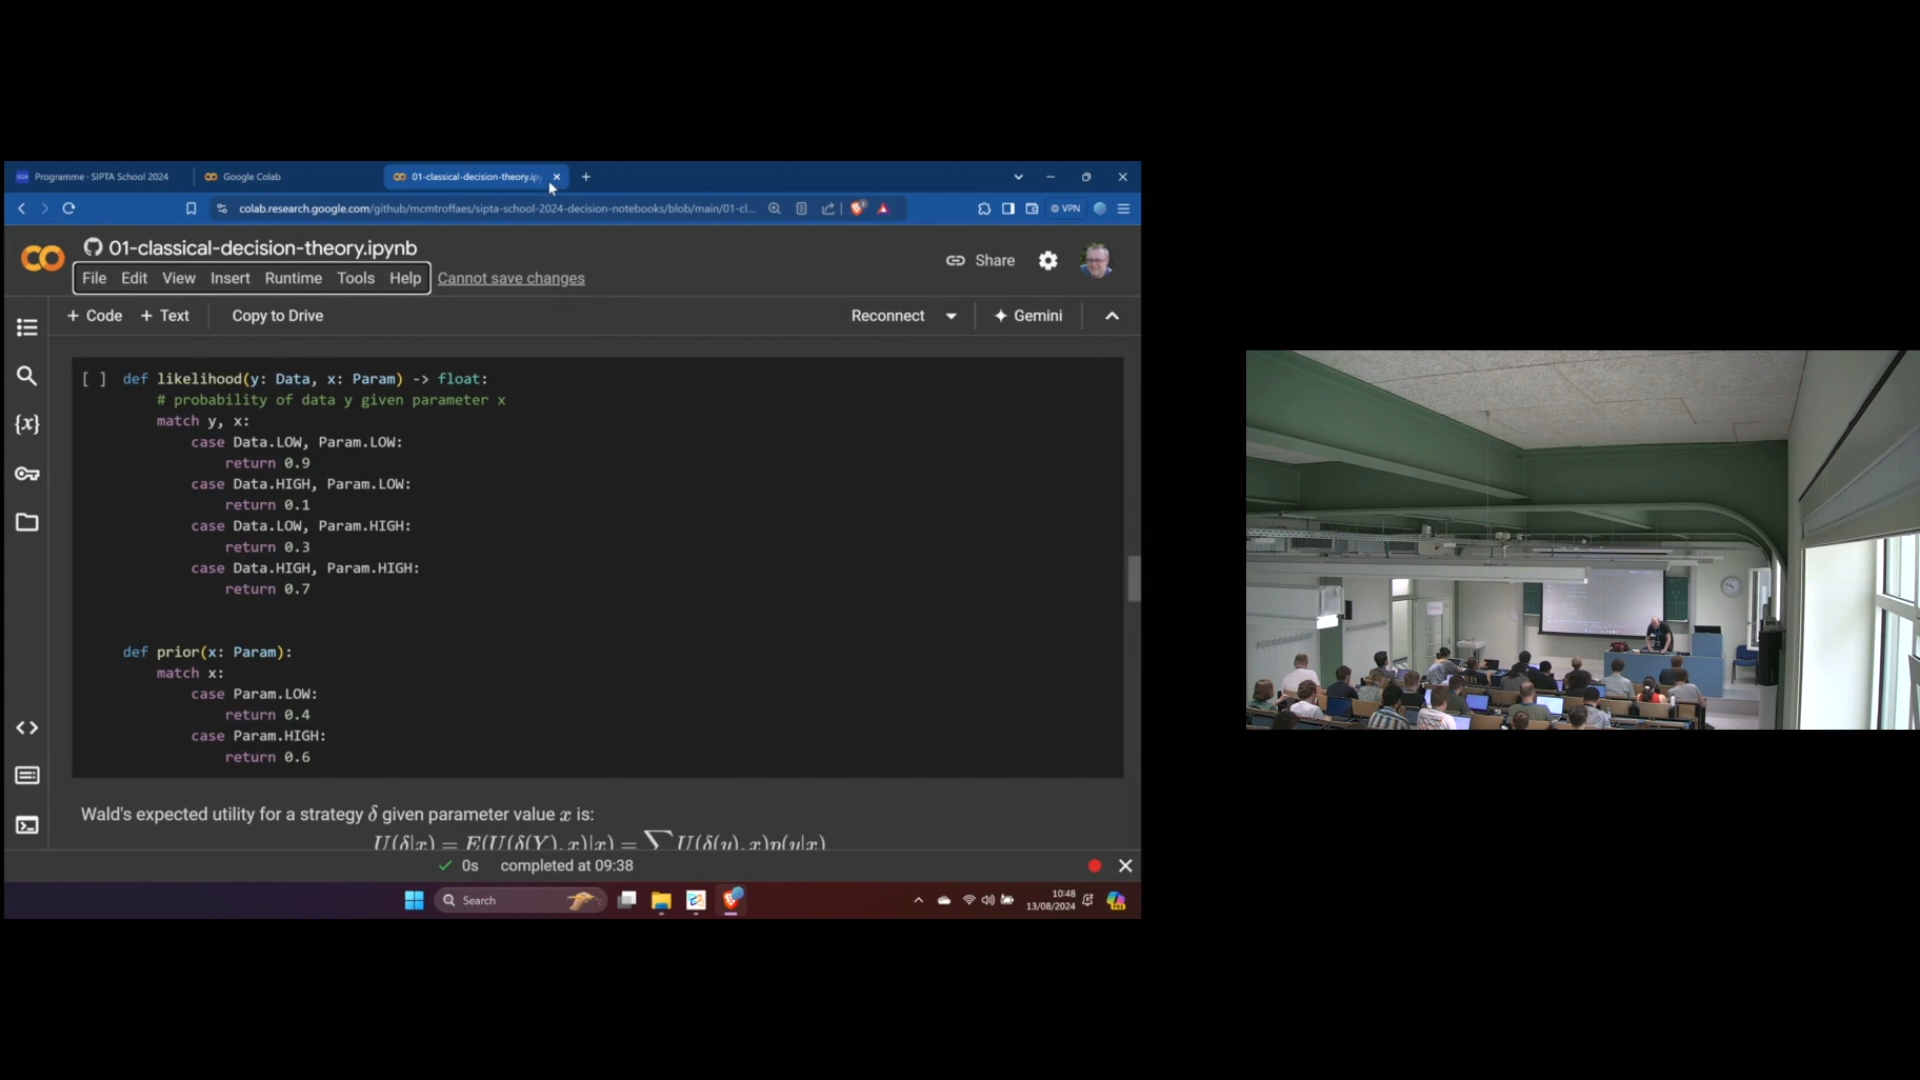 Programme · SIPTA School 2024
Google Colab
01-classical-decision-theory.ip
colab.research.google.com/github/mcmtroffaes/sipta-school-2024-decision-notebooks/blob/main/01-cl...
VPN
01-classical-decision-theory.ipynb
File Edit View Insert Runtime Tools Help Cannot save changes
Share
+ Code + Text Copy to Drive
Reconnect
Gemini
[ ] def likelihood(y: Data, x: Param) -> float:
# probability of data y given parameter x
match y, x:
case Data.LOW, Param.LOW:
return 0.9
case Data.HIGH, Param.LOW:
return 0.1
case Data.LOW, Param.HIGH:
return 0.3
case Data.HIGH, Param.HIGH:
return 0.7
def prior(x: Param):
match x:
case Param.LOW:
return 0.4
case Param.HIGH:
return 0.6
Wald's expected utility for a strategy δ given parameter value x is:
U(δ|x) = E(U(δ(Y), x)|x) = ∑ U(δ(y), x)p(y|x)
0s completed at 09:38
Search
10:48
13/08/2024